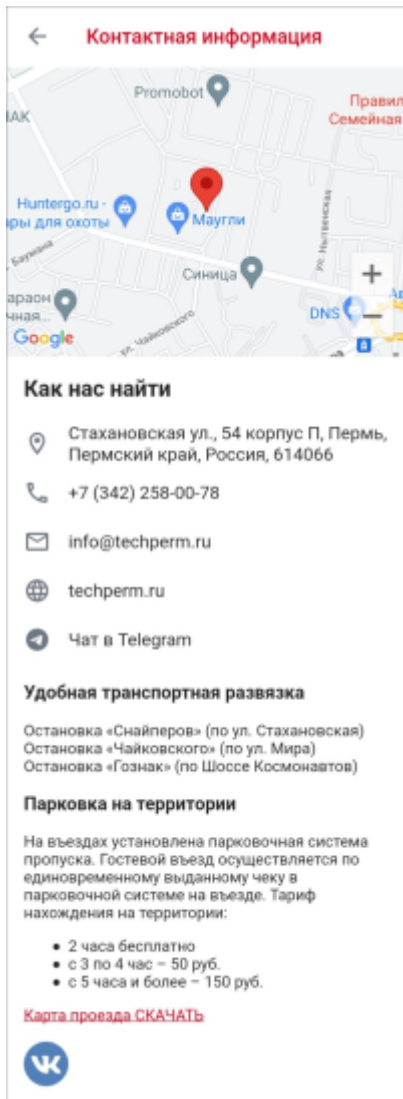 Контактная информация
Promobot
Правил
Семейная
Huntergo.ru -
ры для охоты
Маугли
ул. Нытвенская
Синица
ул. Чайковского
DNS
Google
+
−
Как нас найти
Стахановская ул., 54 корпус П, Пермь,
Пермский край, Россия, 614066
+7 (342) 258-00-78
info@techperm.ru
techperm.ru
Чат в Telegram
Удобная транспортная развязка
Остановка «Снайперов» (по ул. Стахановская)
Остановка «Чайковского» (по ул. Мира)
Остановка «Гознак» (по Шоссе Космонавтов)
Парковка на территории
На въездах установлена парковочная система
пропуска. Гостевой въезд осуществляется по
единовременному выданному чеку в
парковочной системе на въезде. Тариф
нахождения на территории:
• 2 часа бесплатно
• с 3 по 4 час – 50 руб.
• с 5 часа и более – 150 руб.
Карта проезда СКАЧАТЬ
VK